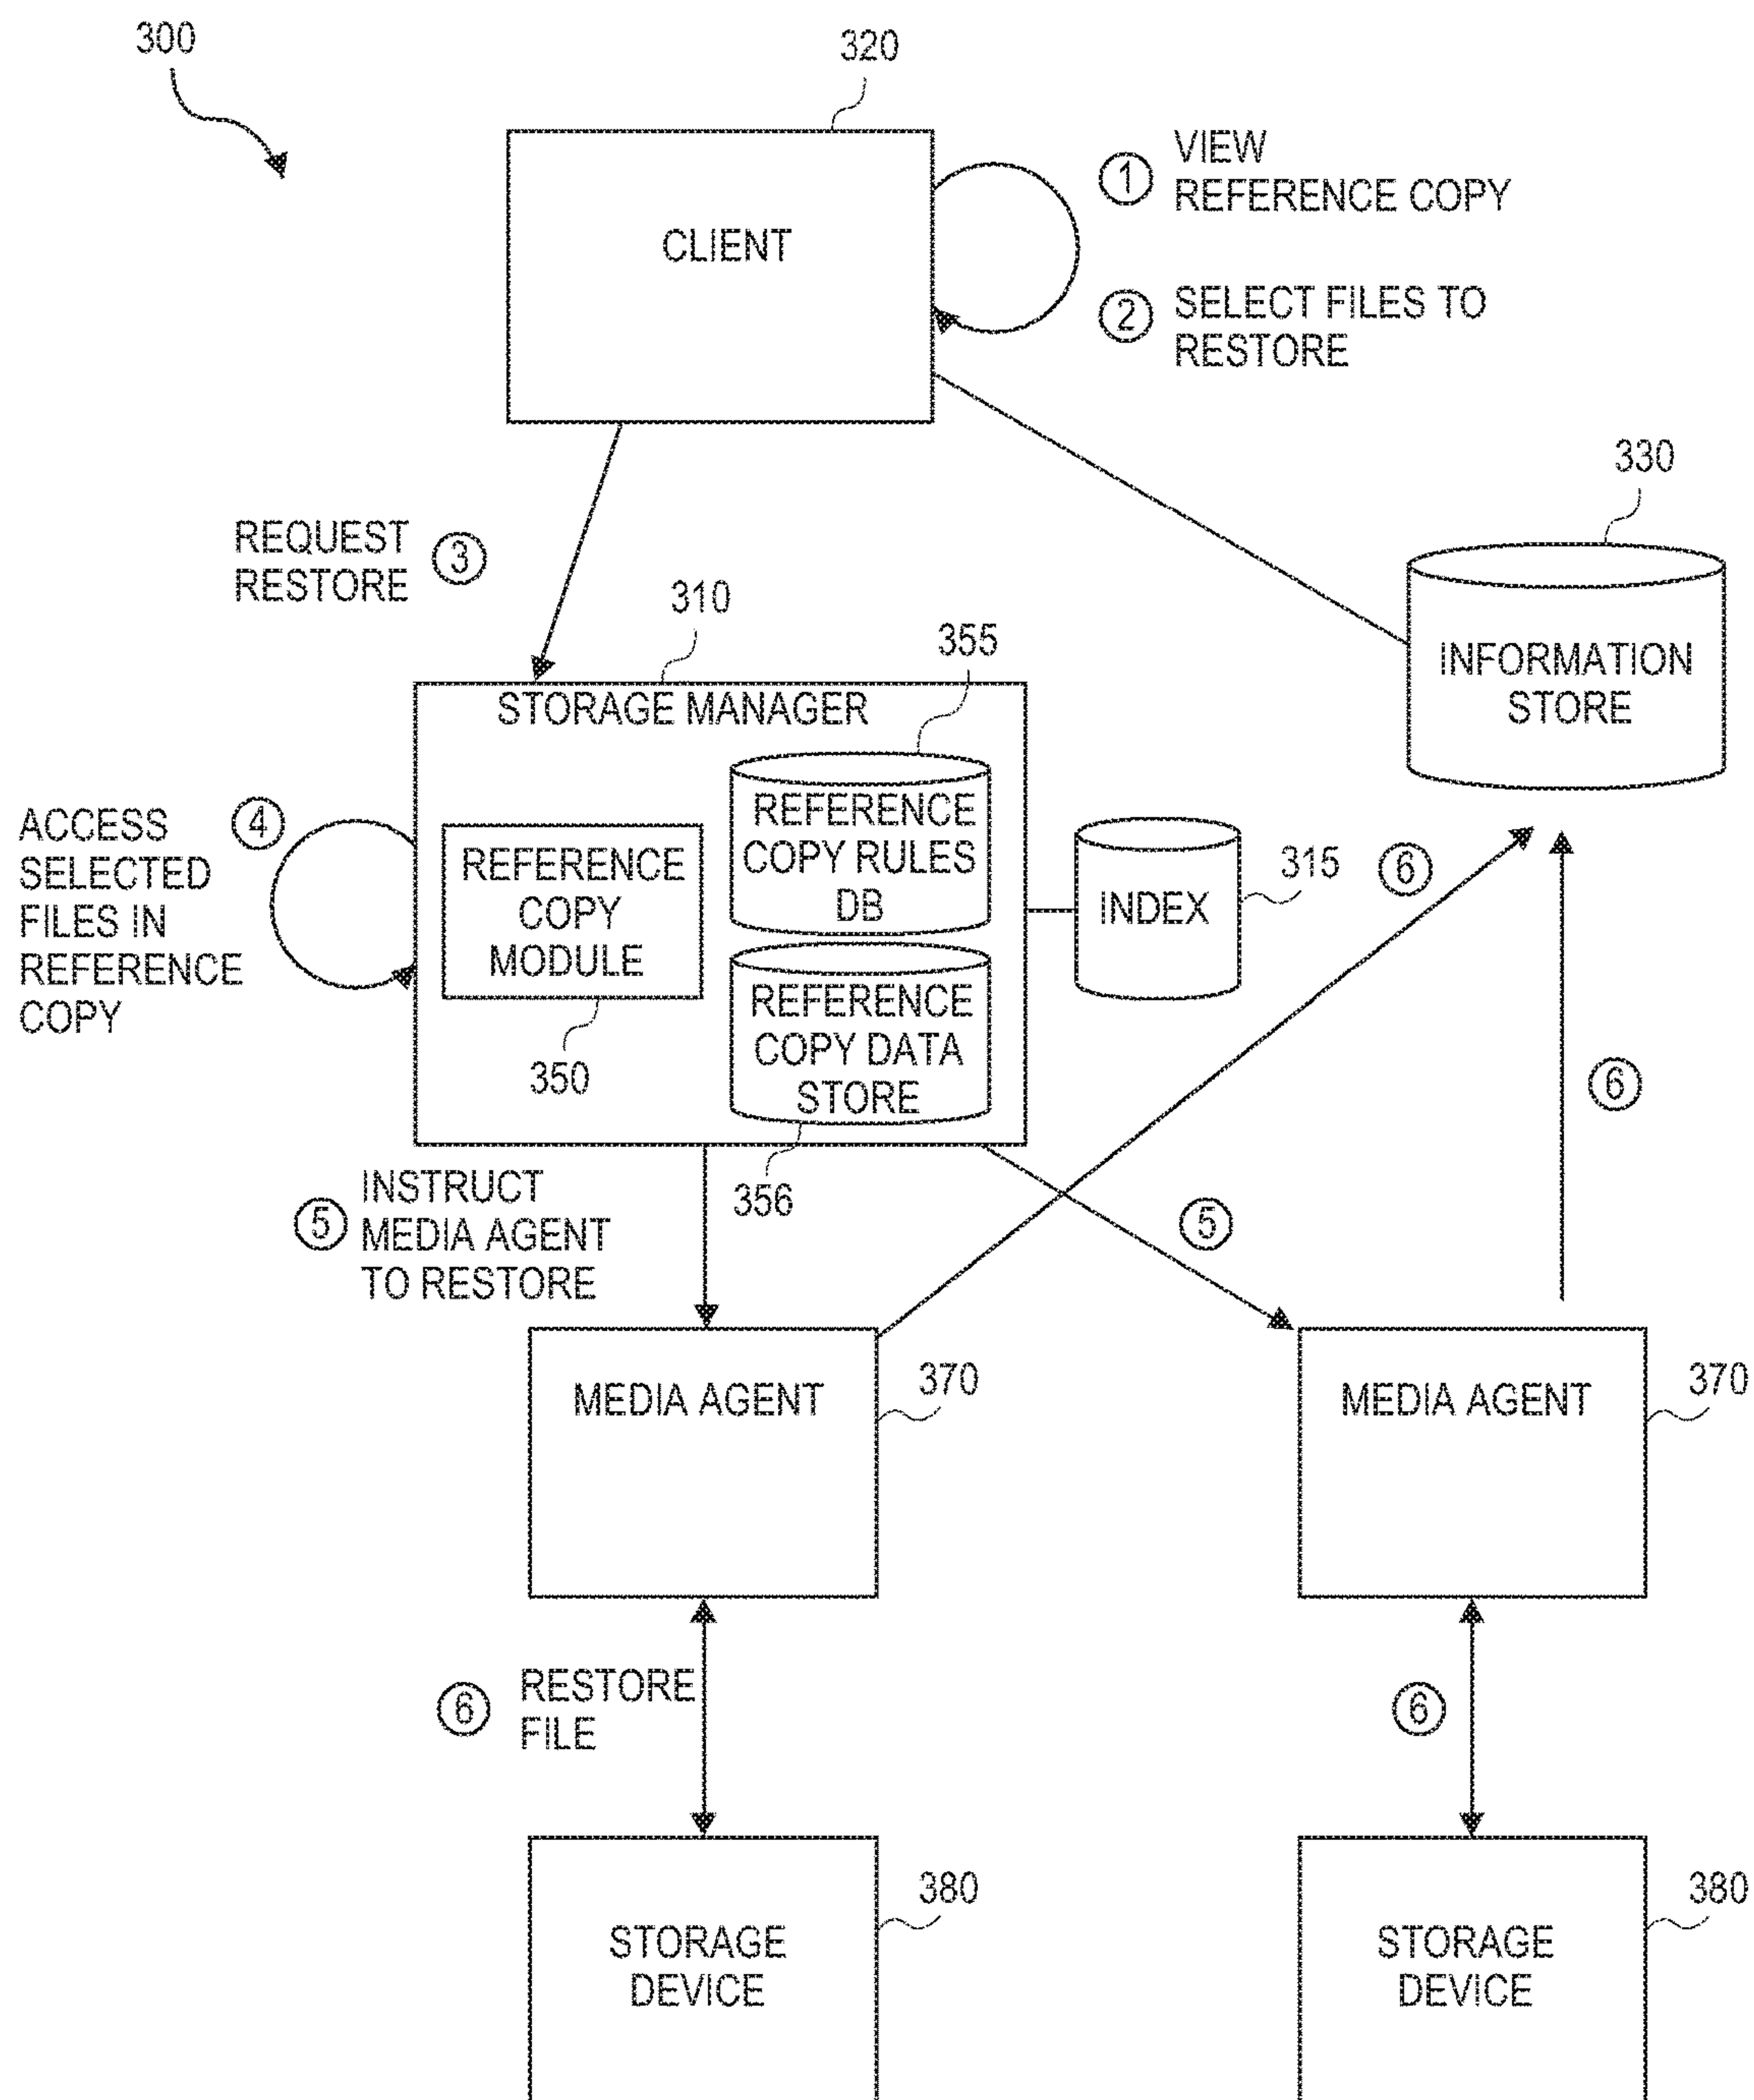 300
320
CLIENT
① VIEW
REFERENCE COPY
② SELECT FILES TO
RESTORE
330
INFORMATION
STORE
REQUEST
RESTORE ③
310
STORAGE MANAGER
355
REFERENCE
COPY RULES
DB
REFERENCE
COPY
MODULE
350
REFERENCE
COPY DATA
STORE
356
INDEX
315
④
ACCESS
SELECTED
FILES IN
REFERENCE
COPY
⑥
⑥
⑤ INSTRUCT
MEDIA AGENT
TO RESTORE
⑤
MEDIA AGENT
370
MEDIA AGENT
370
⑥ RESTORE
FILE
⑥
STORAGE
DEVICE
380
STORAGE
DEVICE
380